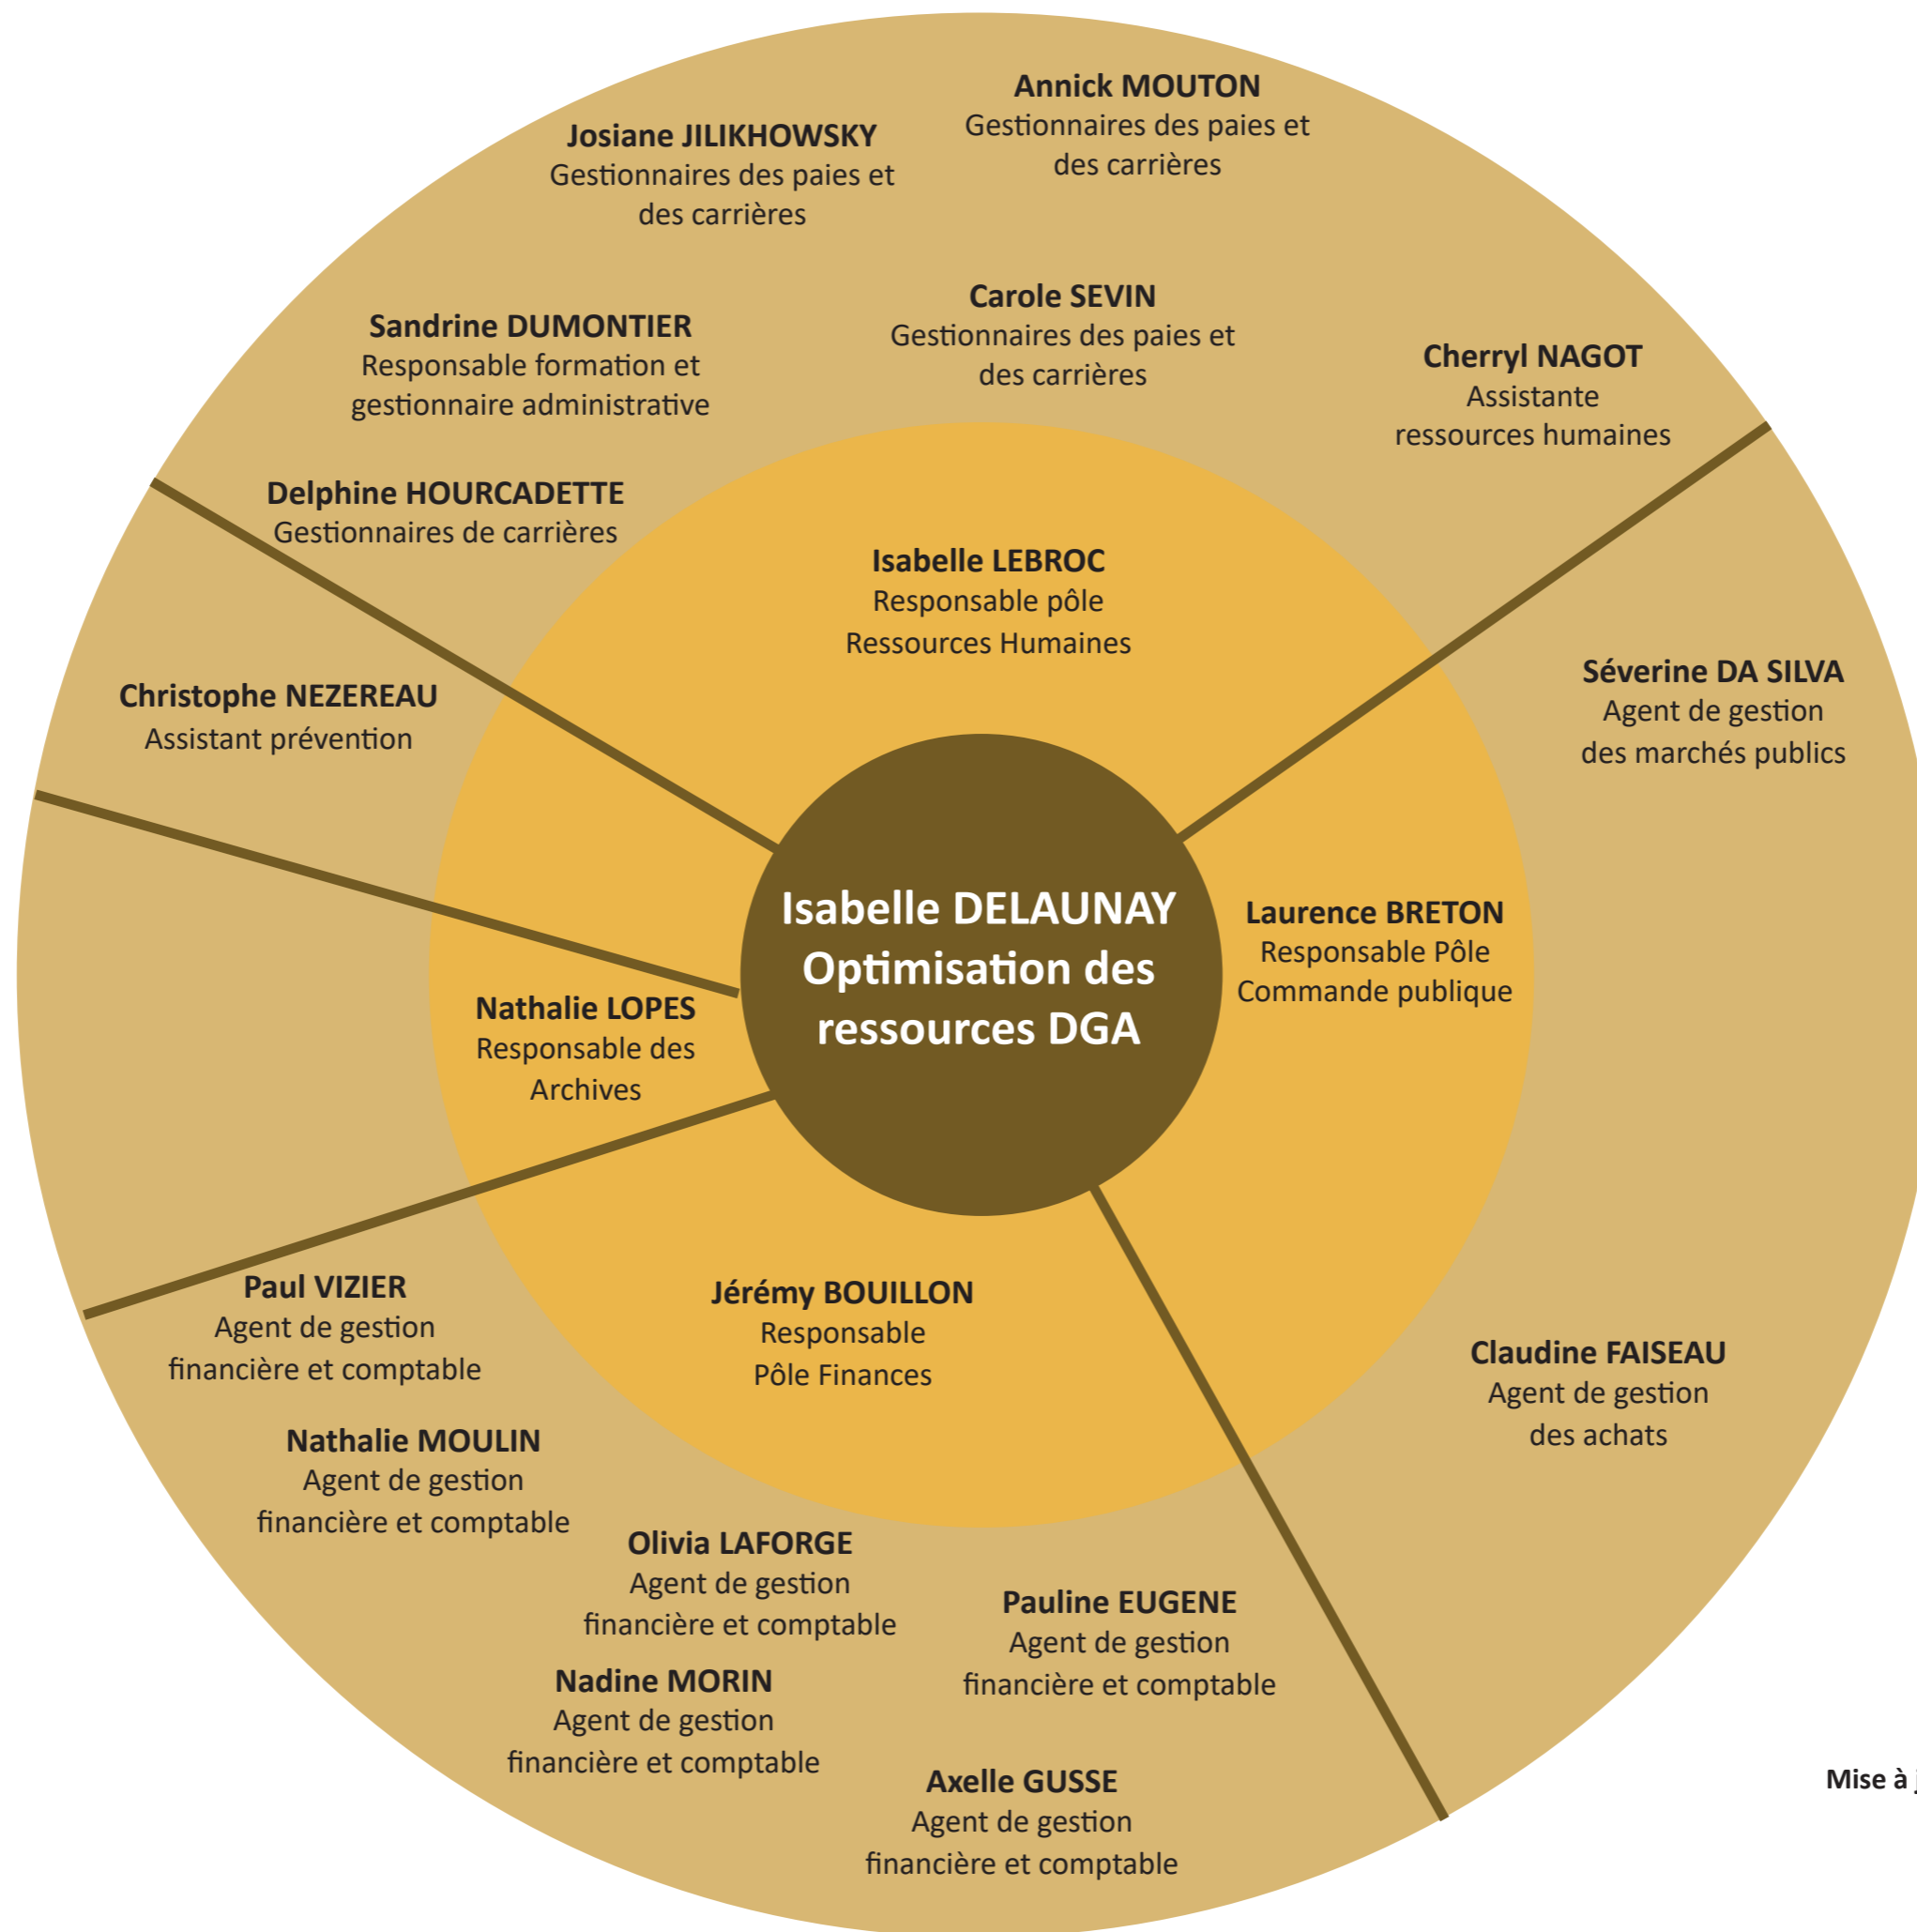 Annick MOUTON
Gestionnaires des paies et
des carrières
Josiane JILIKHOWSKY
Gestionnaires des paies et
des carrières
Carole SEVIN
Gestionnaires des paies et
des carrières
Sandrine DUMONTIER
Responsable formation et
gestionnaire administrative
Cherryl NAGOT
Assistante
ressources humaines
Delphine HOURCADETTE
Gestionnaires de carrières
Isabelle LEBROC
Responsable pôle
Ressources Humaines
Christophe NEZEREAU
Assistant prévention
Séverine DA SILVA
Agent de gestion
des marchés publics
Isabelle DELAUNAY
Optimisation des
ressources DGA
Laurence BRETON
Responsable Pôle
Commande publique
Nathalie LOPES
Responsable des
Archives
Paul VIZIER
Agent de gestion
financière et comptable
Jérémy BOUILLON
Responsable
Pôle Finances
Claudine FAISEAU
Agent de gestion
des achats
Nathalie MOULIN
Agent de gestion
financière et comptable
Olivia LAFORGE
Agent de gestion
financière et comptable
Pauline EUGENE
Agent de gestion
financière et comptable
Nadine MORIN
Agent de gestion
financière et comptable
Axelle GUSSE
Agent de gestion
financière et comptable
Mise à